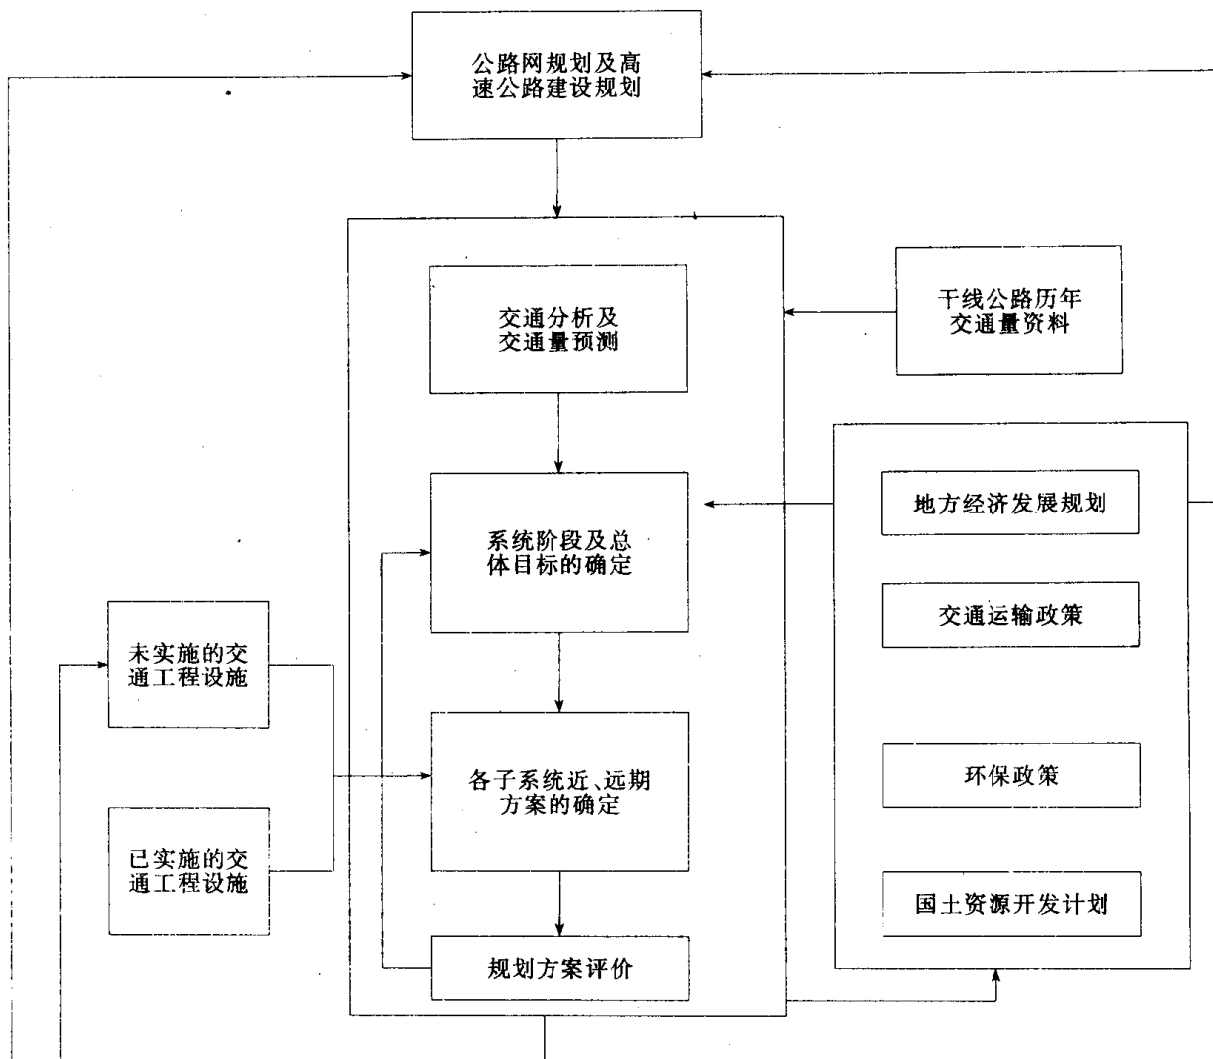 公路网规划及高
速公路建设规划
交通分析及
交通量预测
干线公路历年
交通量资料
系统阶段及总
体目标的确定
地方经济发展规划
交通运输政策
未实施的交
通工程设施
各子系统近、远期
方案的确定
环保政策
已实施的交
通工程设施
国土资源开发计划
规划方案评价